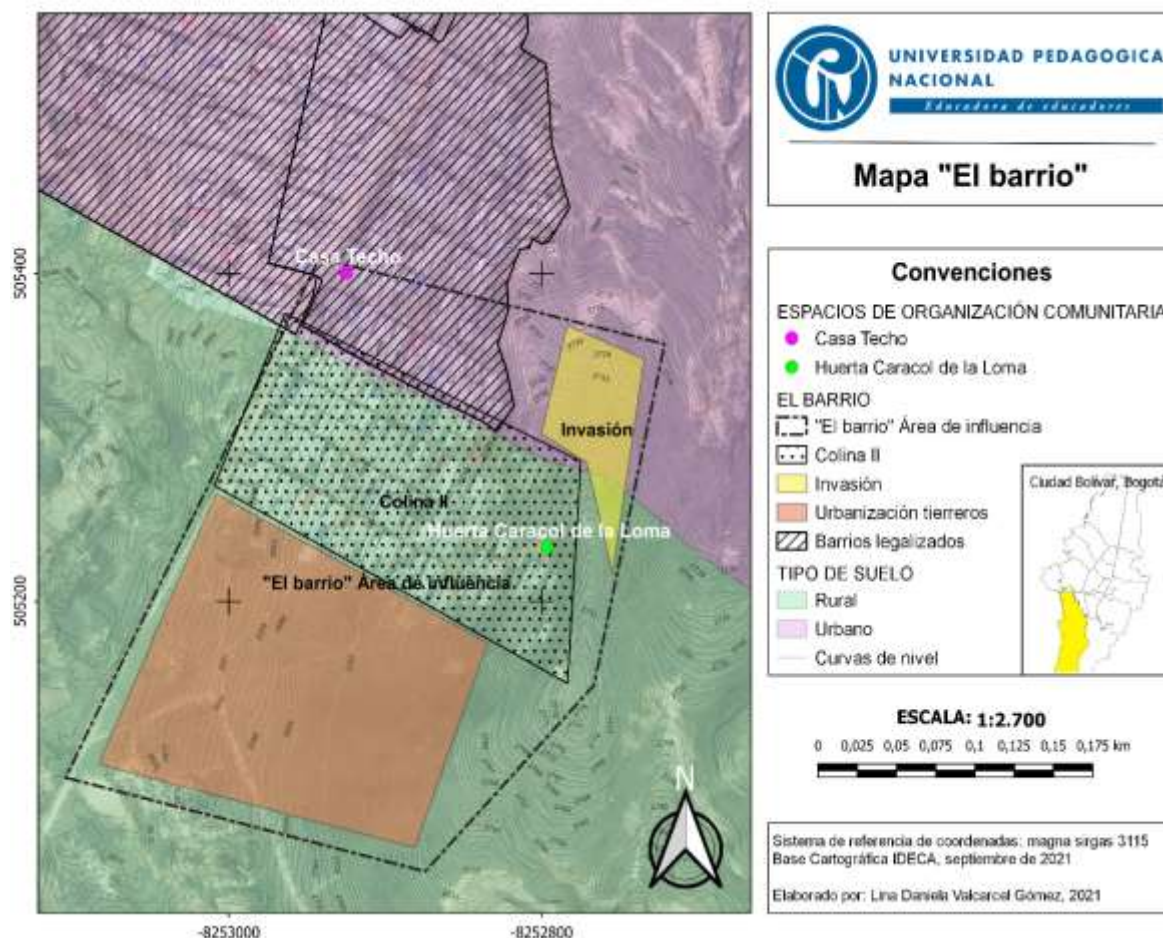 UNIVERSIDAD PEDAGOGICA
NACIONAL
Educadora de educadores
Mapa "El barrio"
Casa Techo
505400
Invasión
Colina II
Huerta Caracol de la Loma
"El barrio" Área de influencia
505200
N
-8253000
-8252800
Convenciones
ESPACIOS DE ORGANIZACIÓN COMUNITARIA
Casa Techo
Huerta Caracol de la Loma
EL BARRIO
"El barrio" Área de influencia
Colina II
Invasión
Urbanización tierreros
Barrios legalizados
TIPO DE SUELO
Rural
Urbano
Curvas de nivel
Ciudad Bolívar, Bogotá
ESCALA: 1:2.700
0 0,025 0,05 0,075 0,1 0,125 0,15 0,175 km
Sistema de referencia de coordenadas: magna sirgas 3115
Base Cartográfica IDECA, septiembre de 2021
Elaborado por: Lina Daniela Valcarcel Gómez, 2021